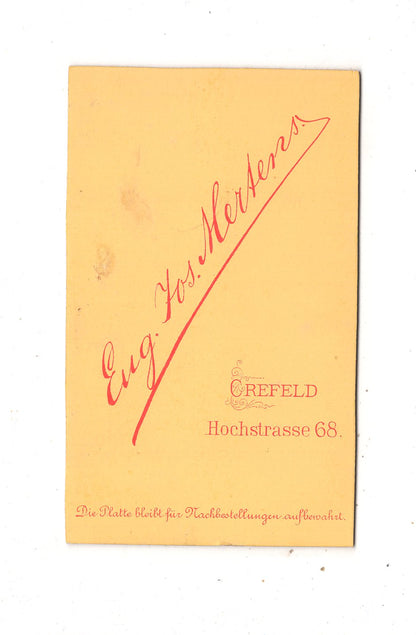 Eug. Jos. Mertens.
CREFELD
Hochstrasse 68.
Die Platte bleibt für Nachbestellungen aufbewahrt.